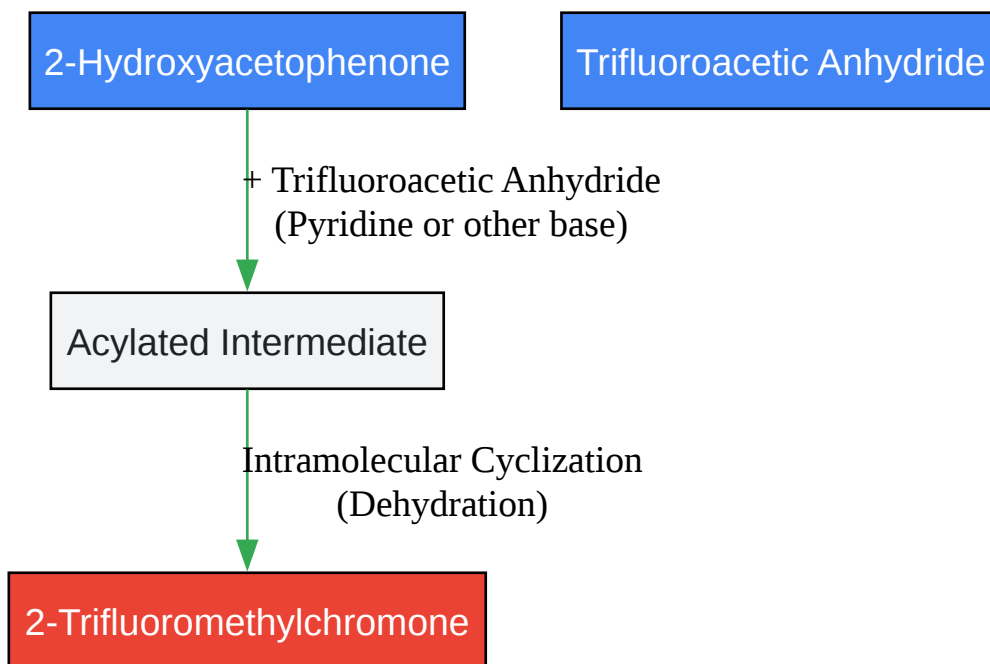 2-Hydroxyacetophenone
Trifluoroacetic Anhydride
+ Trifluoroacetic Anhydride
(Pyridine or other base)
Acylated Intermediate
Intramolecular Cyclization
(Dehydration)
2-Trifluoromethylchromone